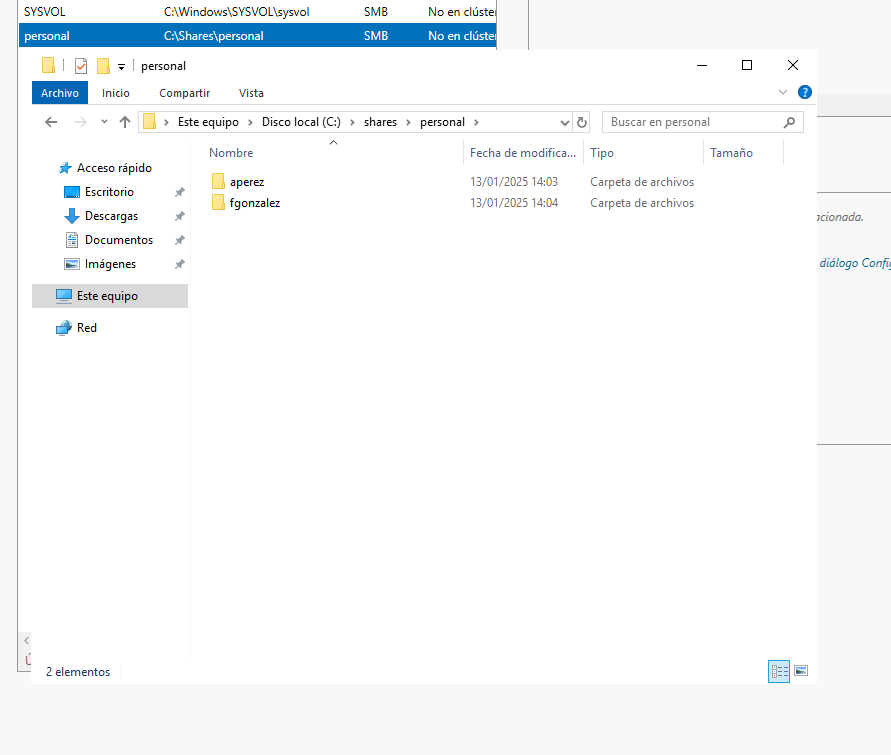 SYSVOL C:\Windows\SYSVOL\sysvol SMB No en clúster
personal C:\Shares\personal SMB No en clúster
personal
Archivo Inicio Compartir Vista
Este equipo Disco local (C:) shares personal Buscar en personal
Nombre Fecha de modifica... Tipo Tamaño
Acceso rápido
aperez 13/01/2025 14:03 Carpeta de archivos
Escritorio
fgonzalez 13/01/2025 14:04 Carpeta de archivos
Descargas
acionada.
Documentos
Imágenes
diálogo Config
Este equipo
Red
2 elementos